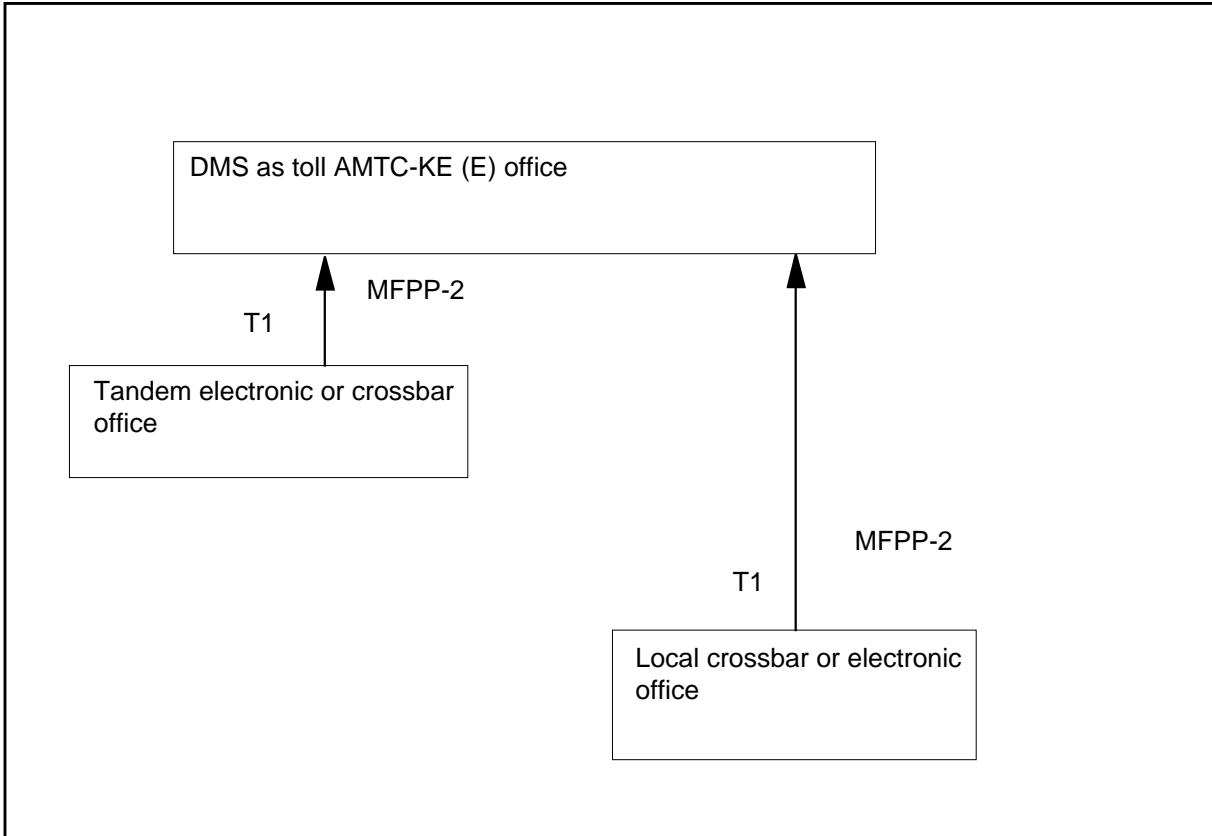 DMS as toll AMTC-KE (E) office
MFPP-2
T1
Tandem electronic or crossbar
office
MFPP-2
T1
Local crossbar or electronic
office